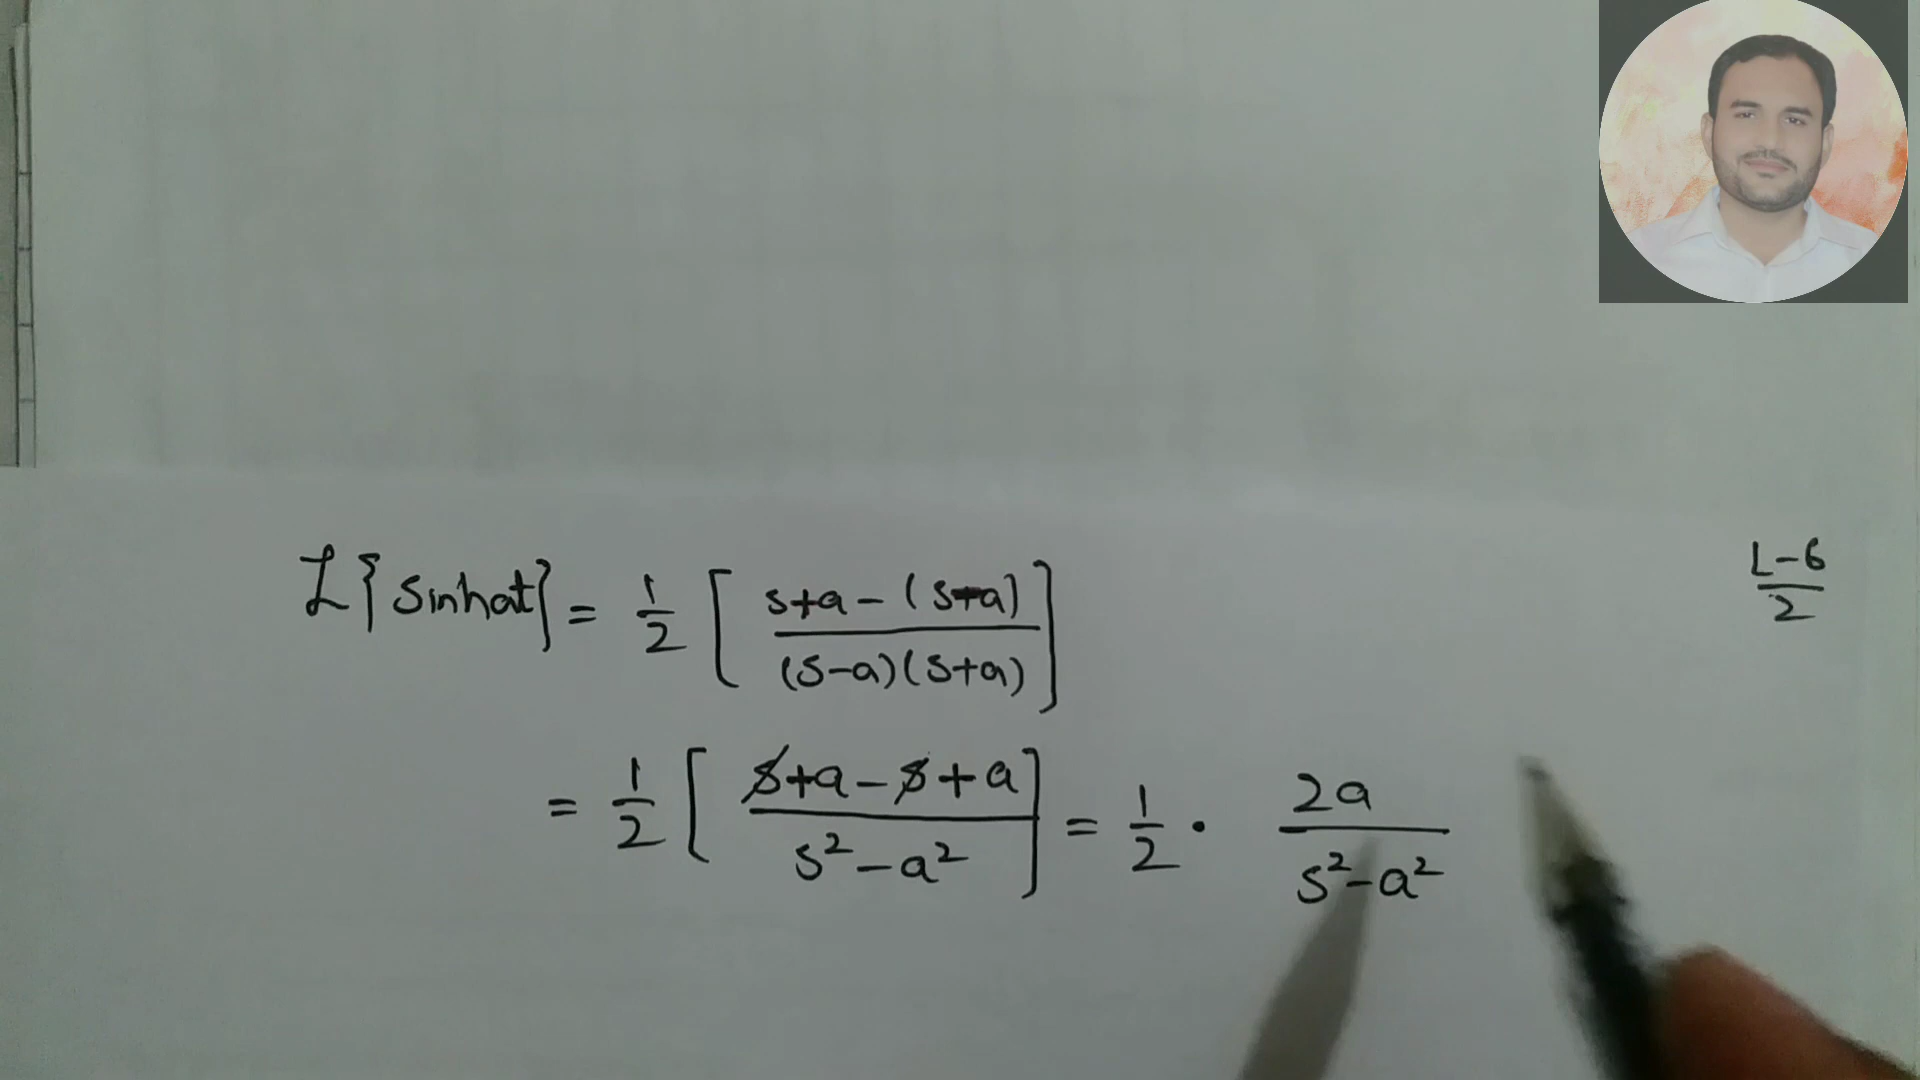 L-6
2
ℒ{sinhat} = 1/2 [ s+a-(s-a) / (s-a)(s+a) ]
= 1/2 [ s+a-s+a / s²-a² ] = 1/2 · 2a / s²-a²